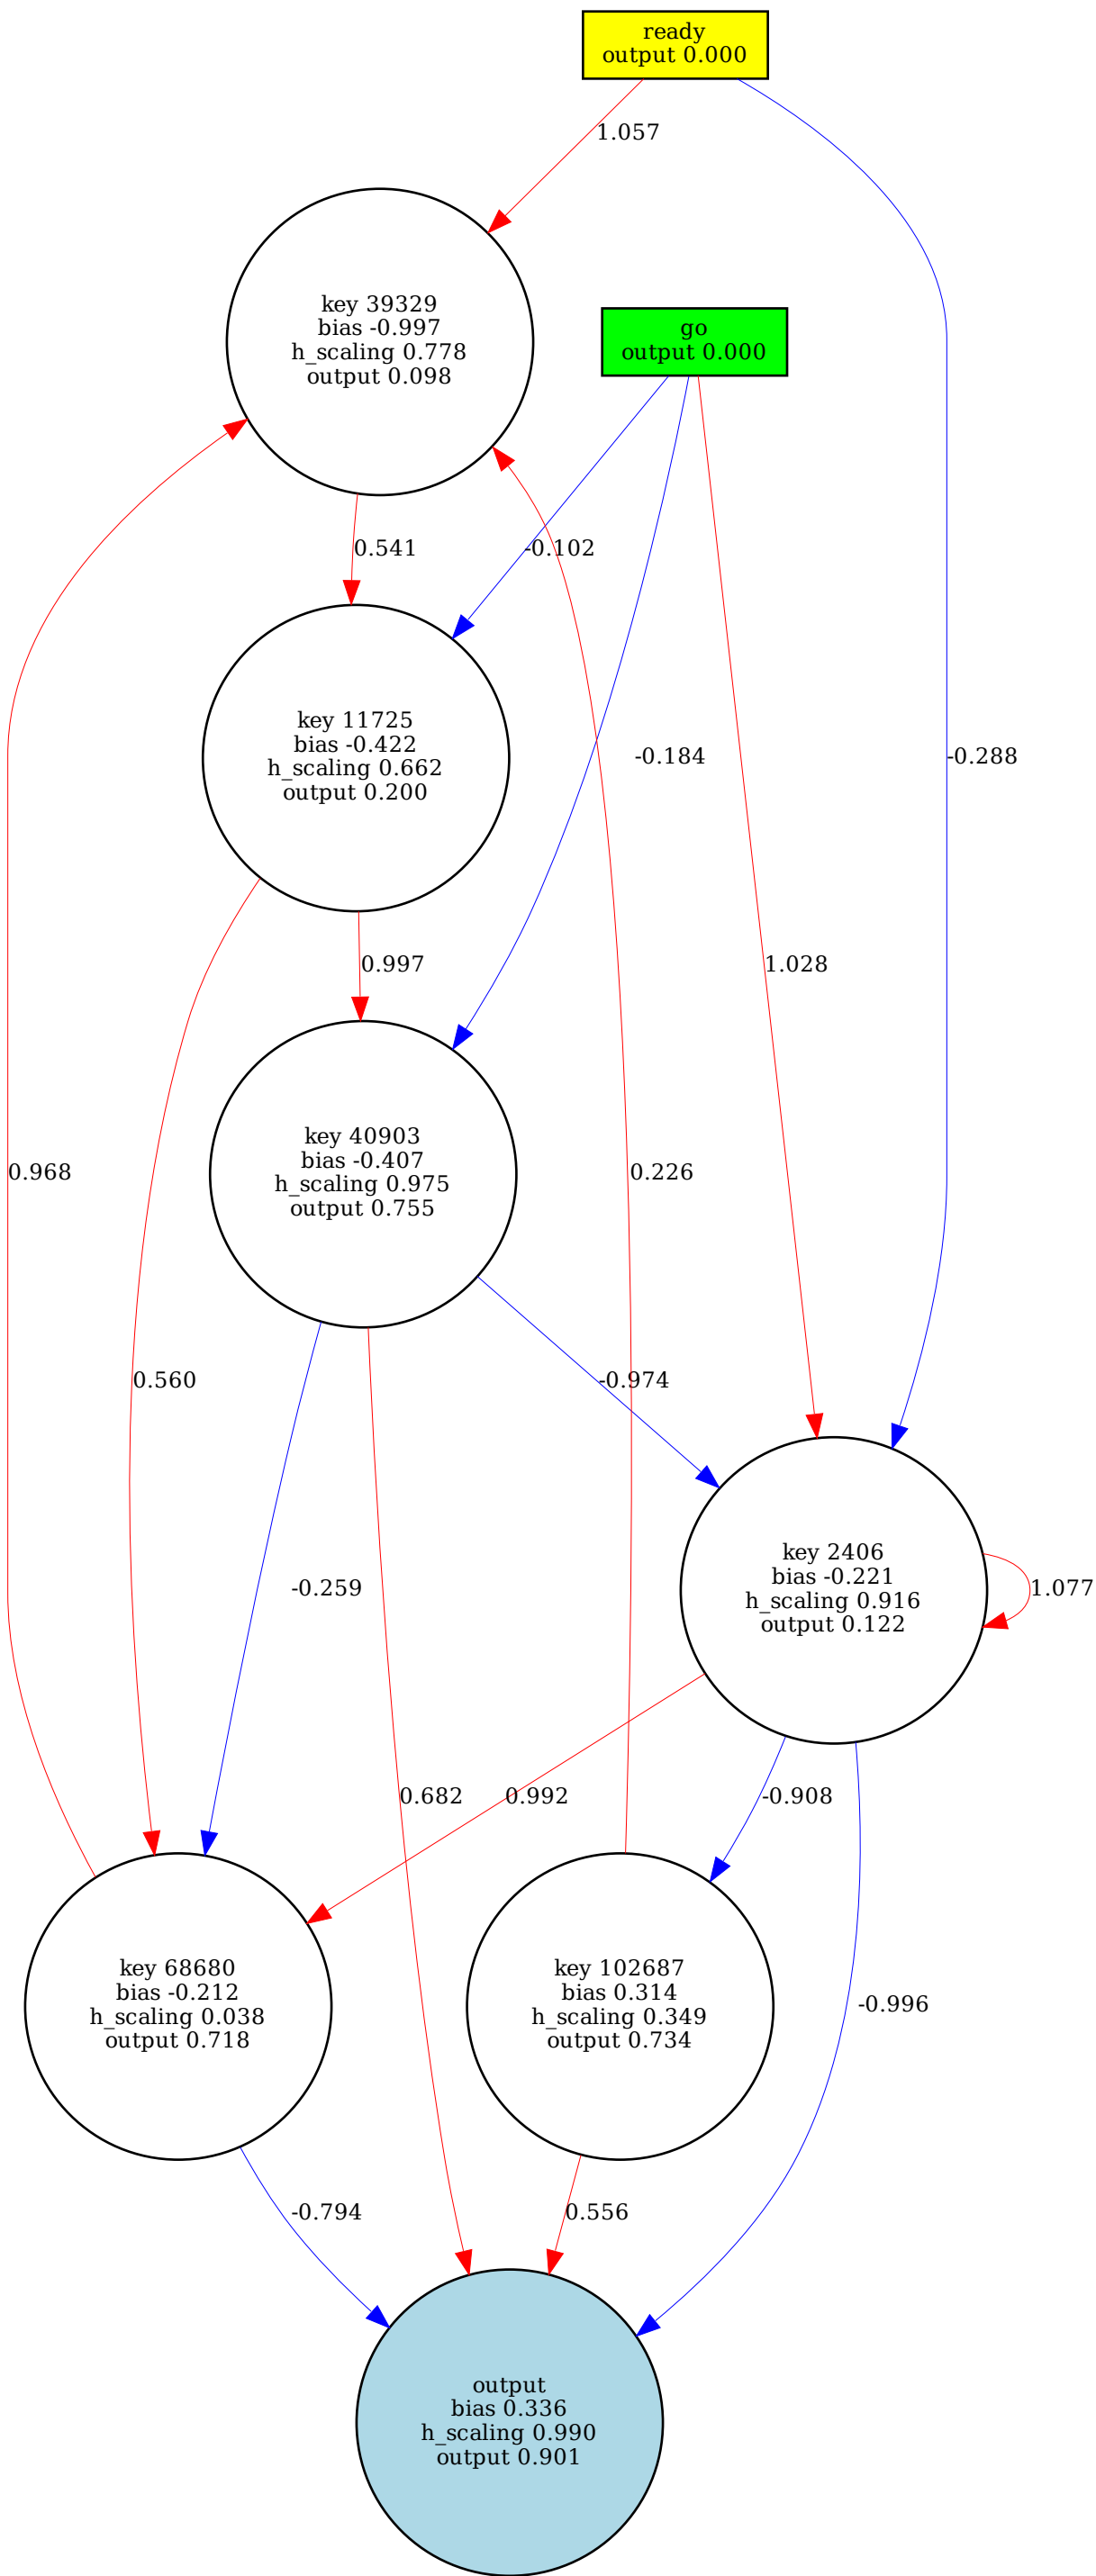 ready
output 0.000
1.057
key 39329
bias -0.997
h_scaling 0.778
output 0.098
go
output 0.000
0.541
-0.102
key 11725
bias -0.422
h_scaling 0.662
output 0.200
-0.184
-0.288
0.997
1.028
key 40903
bias -0.407
h_scaling 0.975
output 0.755
0.968
0.226
0.560
-0.974
key 2406
bias -0.221
h_scaling 0.916
output 0.122
-0.259
1.077
0.682
0.992
-0.908
key 68680
bias -0.212
h_scaling 0.038
output 0.718
key 102687
bias 0.314
h_scaling 0.349
output 0.734
-0.996
-0.794
0.556
output
bias 0.336
h_scaling 0.990
output 0.901